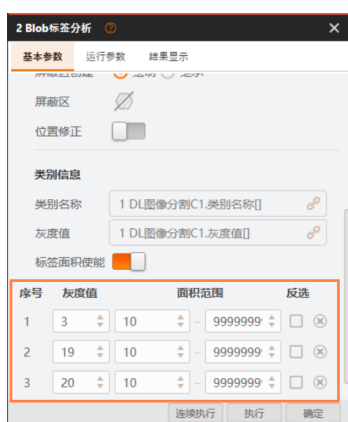 2 Blob标签分析
基本参数 运行参数 结果显示
屏蔽区
位置修正
类别信息
类别名称 1 DL图像分割C1.类别名称[]
灰度值 1 DL图像分割C1.灰度值[]
标签面积使能
序号 灰度值 面积范围 反选
1 3 10 – 9999999
2 19 10 – 9999999
3 20 10 – 9999999
连续执行 执行 确定